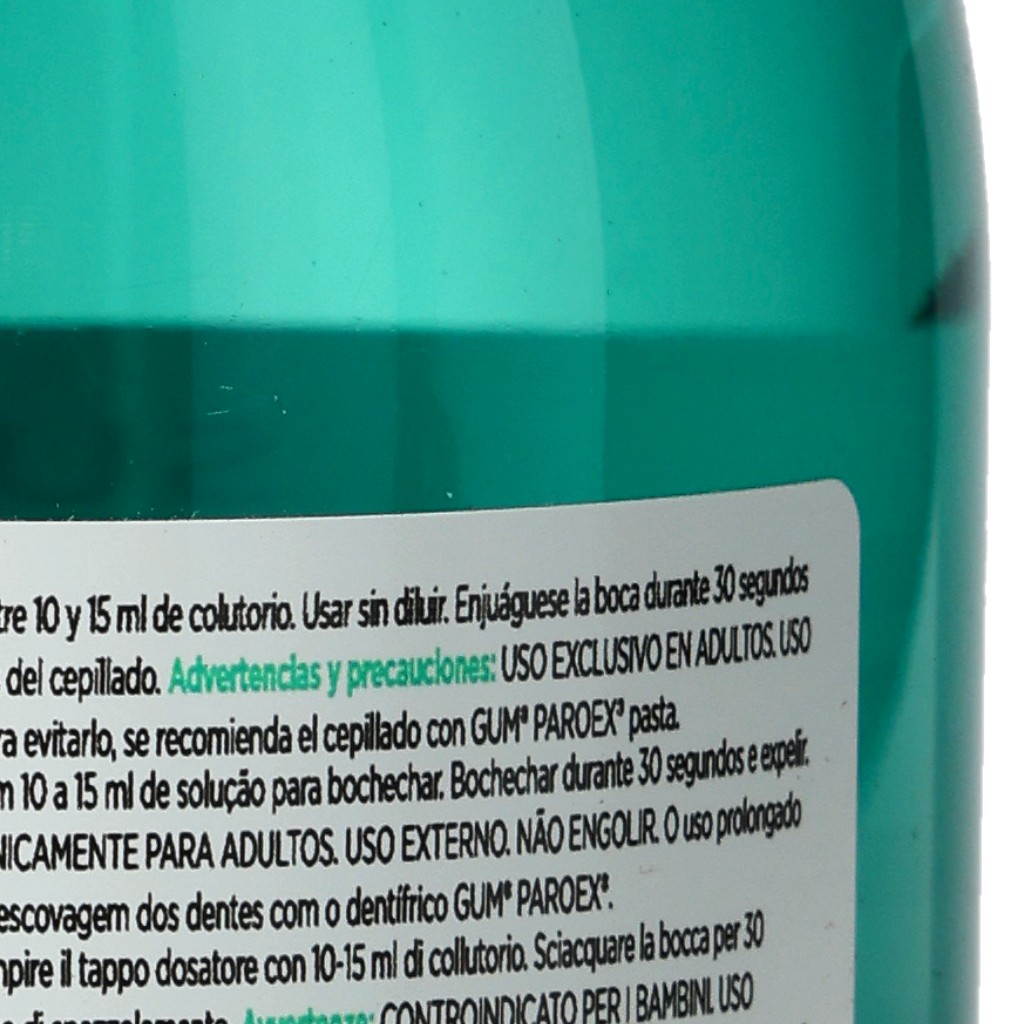 tre 10 y 15 ml de colutorio. Usar sin diluir. Enjuáguese la boca durante 30 segundos
del cepillado. Advertencias y precauciones: USO EXCLUSIVO EN ADULTOS. USO
ra evitarlo, se recomienda el cepillado con GUM® PAROEX® pasta.
m 10 a 15 ml de solução para bochechar. Bochechar durante 30 segundos e expelir.
NICAMENTE PARA ADULTOS. USO EXTERNO. NÃO ENGOLIR. O uso prolongado
escovagem dos dentes com o dentífrico GUM® PAROEX®.
mpire il tappo dosatore con 10-15 ml di collutorio. Sciacquare la bocca per 30
di spazzolamento. Avvertenze: CONTROINDICATO PER I BAMBINI. USO